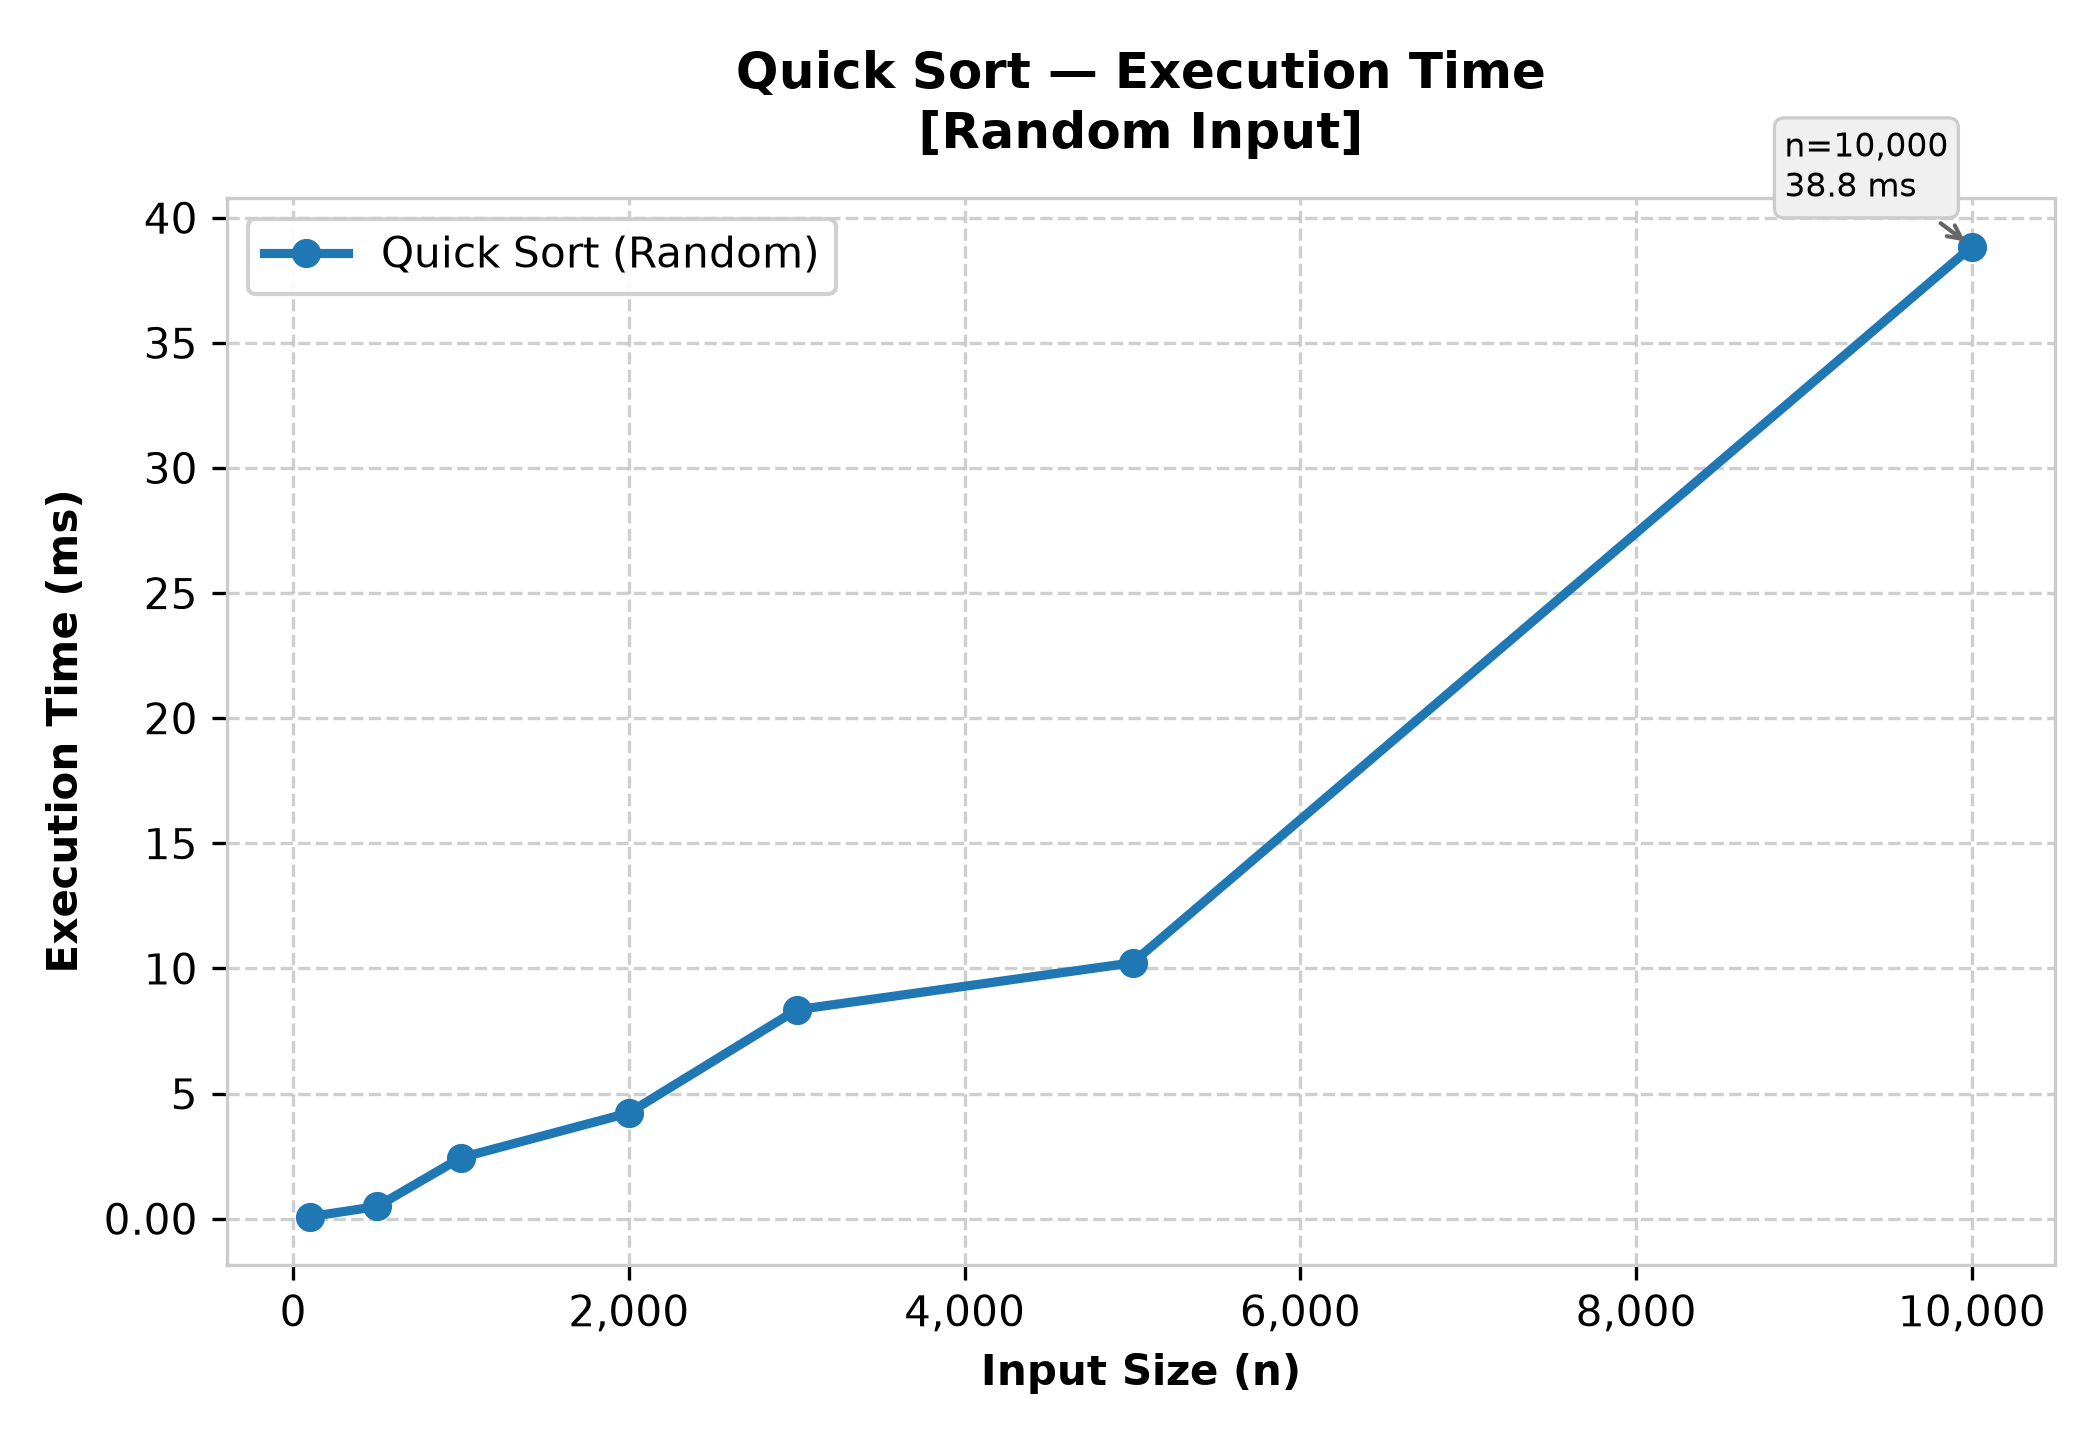 Quick Sort — Execution Time
[Random Input]
n=10,000
38.8 ms
Quick Sort (Random)
40
35
30
25
20
15
10
5
0.00
Execution Time (ms)
0 2,000 4,000 6,000 8,000 10,000
Input Size (n)